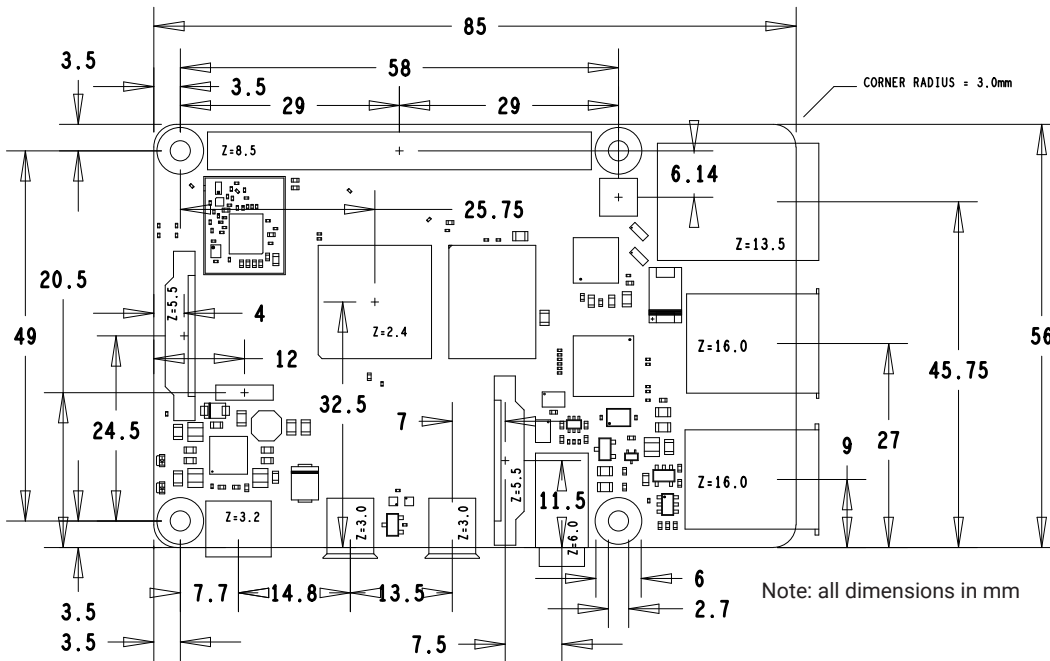 85
3.5
58
3.5
CORNER RADIUS = 3.0mm
29
29
Z=8.5
6.14
25.75
Z=13.5
20.5
Z=5.5
4
Z=2.4
49
56
Z=16.0
45.75
12
32.5
7
27
24.5
9
Z=5.5
Z=16.0
11.5
Z=3.2
Z=3.0
Z=3.0
Z=6.0
7.7
14.8
13.5
6
Note: all dimensions in mm
3.5
2.7
3.5
7.5